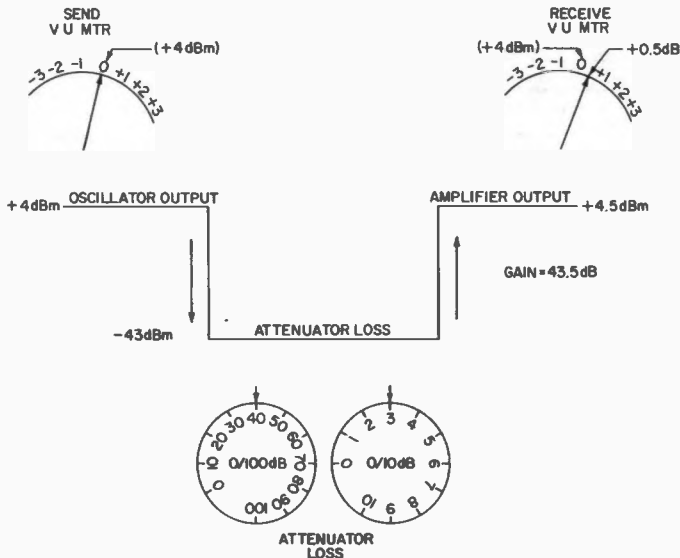 SEND
V U MTR
(+4dBm)
-3 -2 -1 0 +1 +2 +3
RECEIVE
V U MTR
(+4dBm)
+0.5dB
-3 -2 -1 0 +1 +2 +3
OSCILLATOR OUTPUT
+4dBm
AMPLIFIER OUTPUT
+4.5dBm
GAIN=43.5dB
-43dBm
ATTENUATOR LOSS
0 10 20 30 40 50 60 70 80 90 100
0/100dB
0 1 2 3 4 5 6 7 8 9 10
0/10dB
ATTENUATOR
LOSS